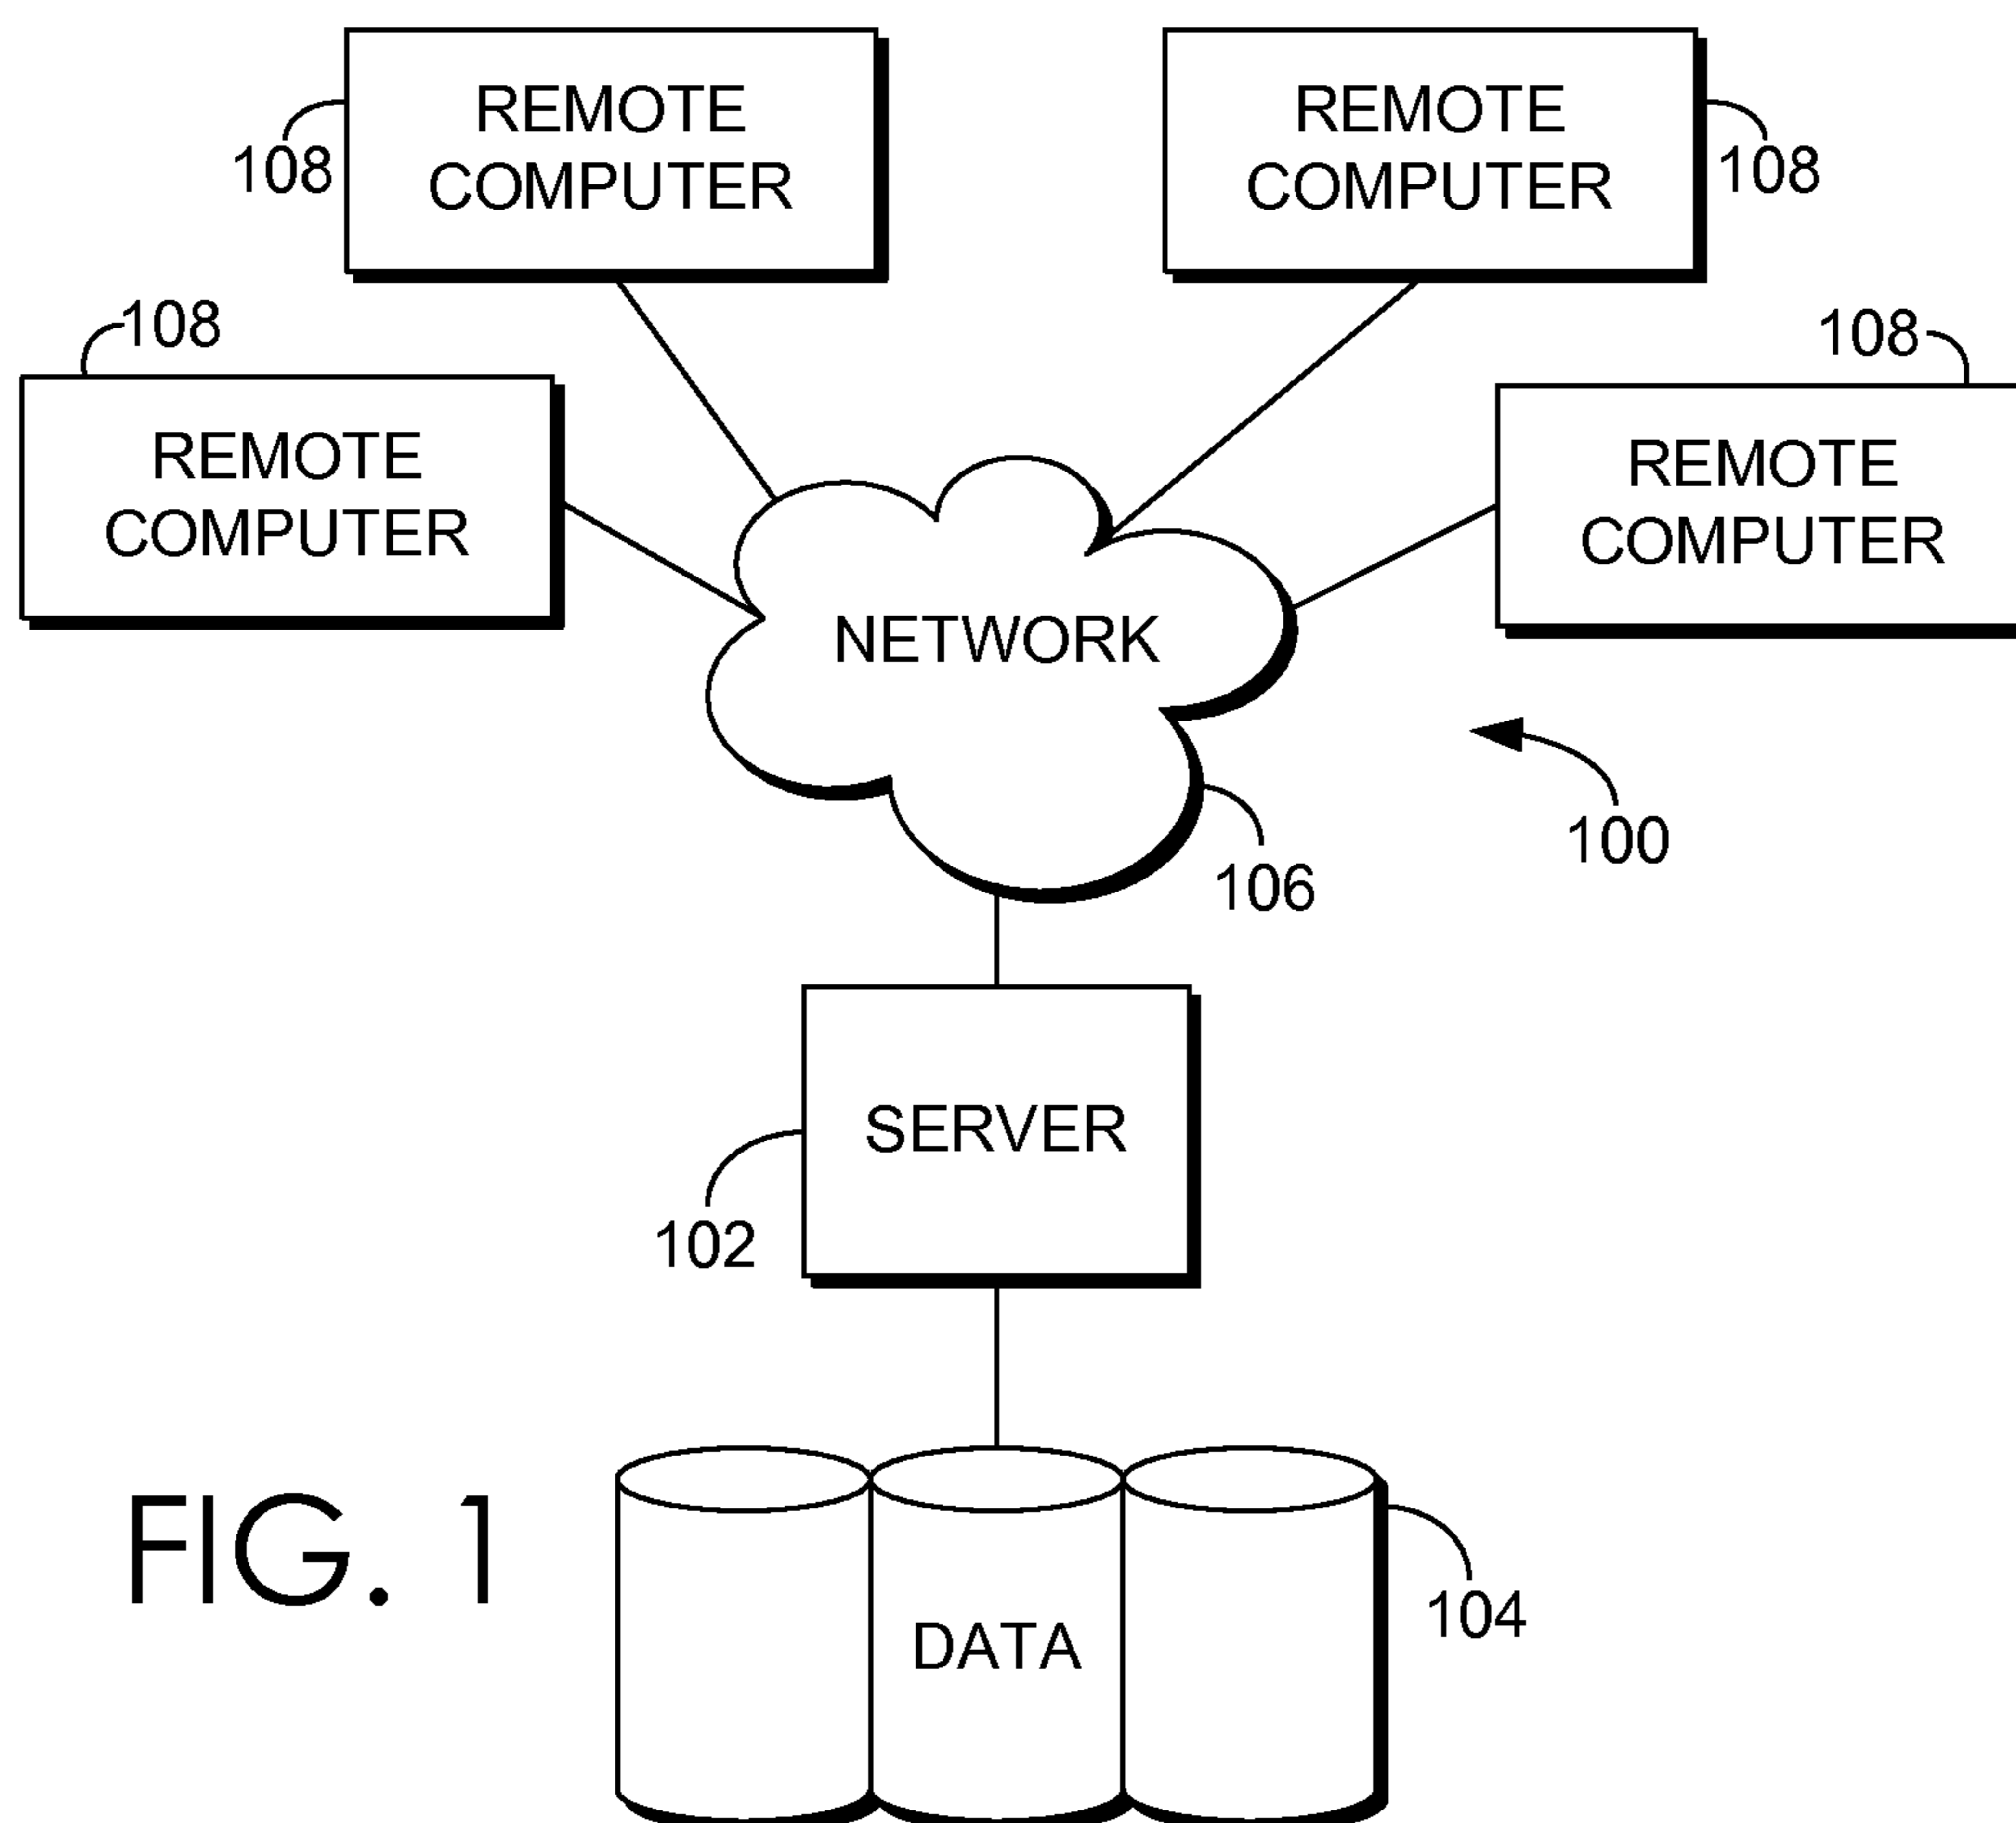 REMOTE
COMPUTER
108
REMOTE
COMPUTER
108
108
REMOTE
COMPUTER
108
REMOTE
COMPUTER
NETWORK
100
106
SERVER
102
FIG. 1
DATA
104